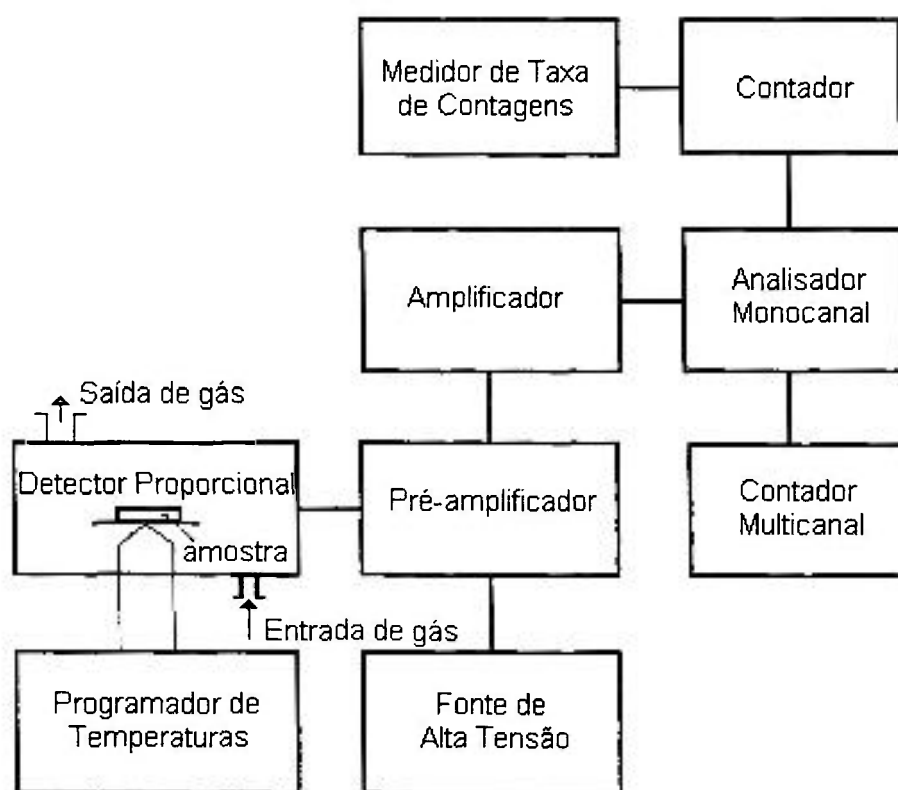 Medidor de Taxa
de Contagens
Contador
Amplificador
Analisador
Monocanal
Saída de gás
Detector Proporcional
amostra
Pré-amplificador
Contador
Multicanal
Entrada de gás
Programador de
Temperaturas
Fonte de
Alta Tensão